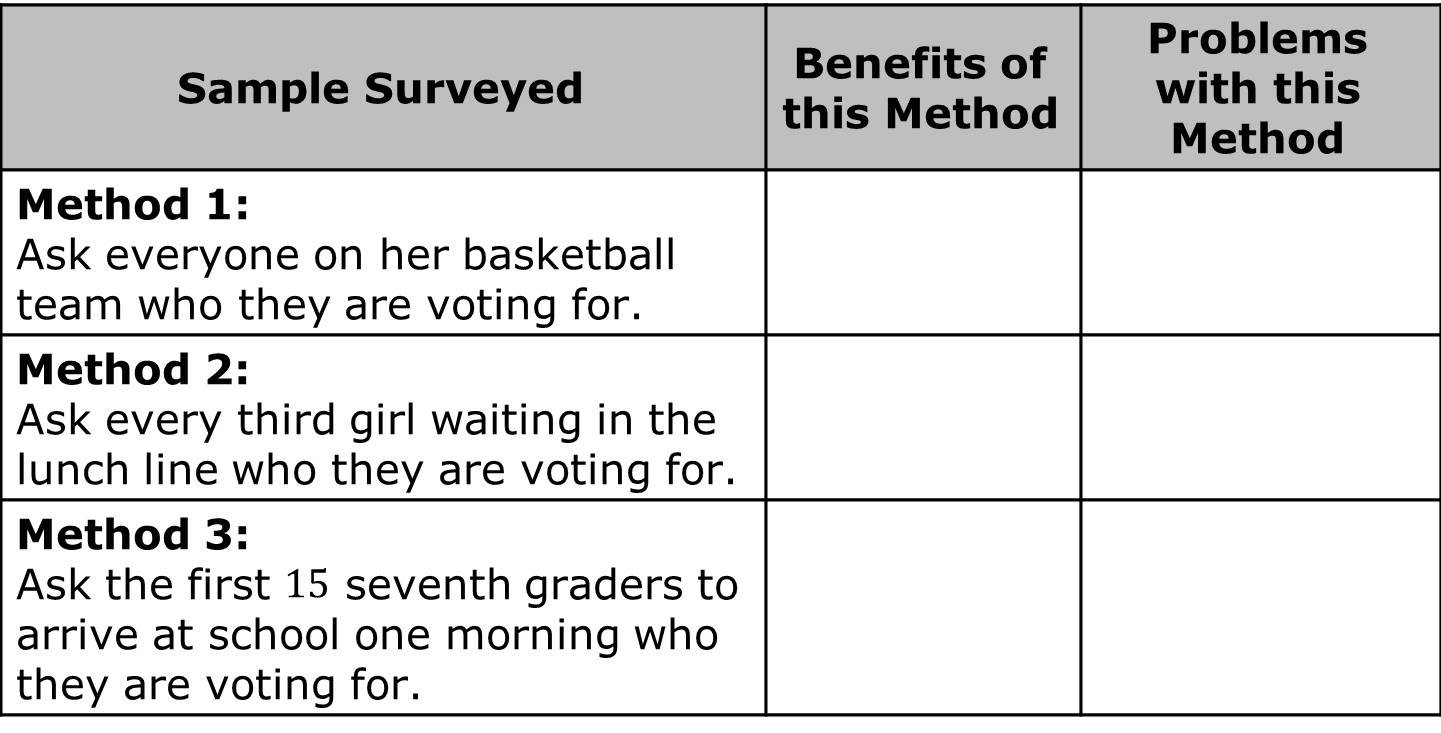 Sample Surveyed
Benefits of
this Method
Problems
with this
Method
Method 1:
Ask everyone on her basketball
team who they are voting for.
Method 2:
Ask every third girl waiting in the
lunch line who they are voting for.
Method 3:
Ask the first 15 seventh graders to
arrive at school one morning who
they are voting for.